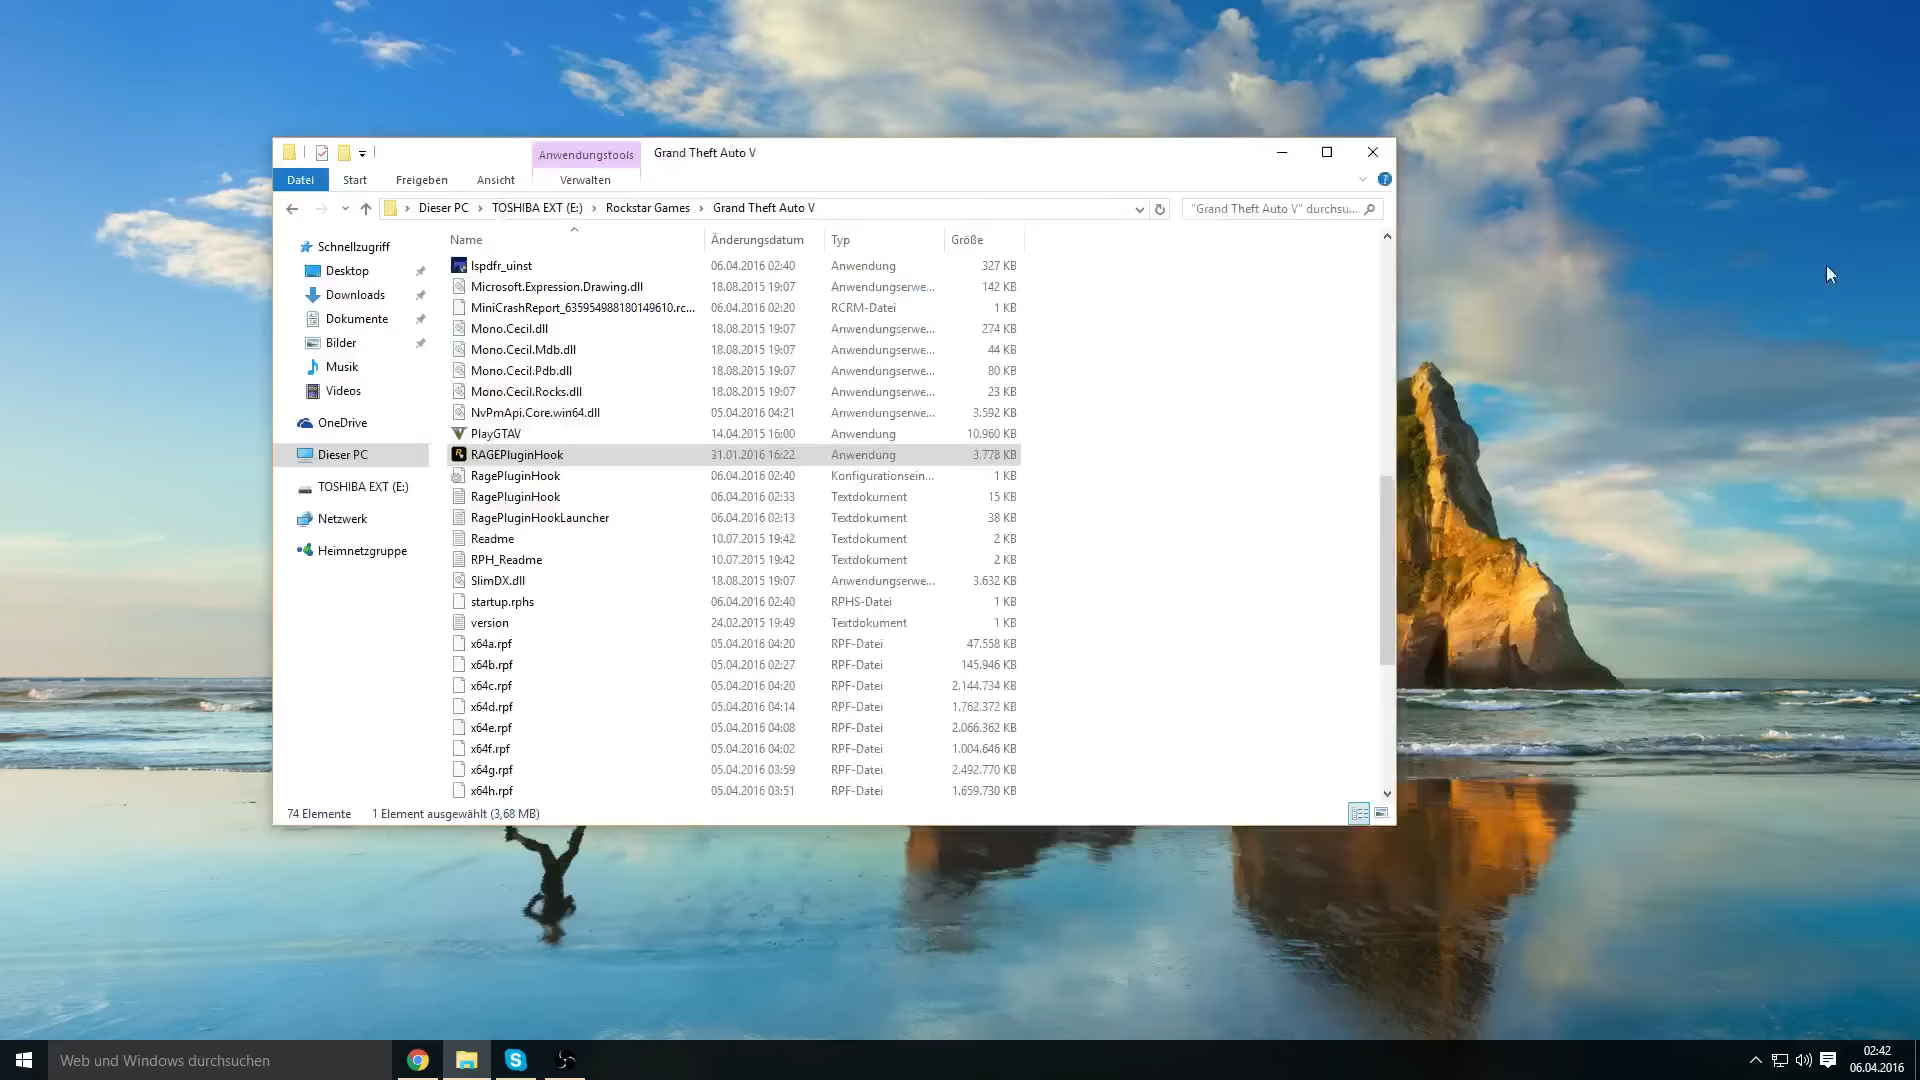 Anwendungstools
Grand Theft Auto V
Datei
Start
Freigeben
Ansicht
Verwalten
Dieser PC
TOSHIBA EXT (E:)
Rockstar Games
Grand Theft Auto V
"Grand Theft Auto V" durchsu...
Schnellzugriff
Desktop
Downloads
Dokumente
Bilder
Musik
Videos
OneDrive
Dieser PC
TOSHIBA EXT (E:)
Netzwerk
Heimnetzgruppe
Name Änderungsdatum Typ Größe
lspdfr_uinst 06.04.2016 02:40 Anwendung 327 KB
Microsoft.Expression.Drawing.dll 18.08.2015 19:07 Anwendungserwe... 142 KB
MiniCrashReport_635954988180149610.rc... 06.04.2016 02:20 RCRM-Datei 1 KB
Mono.Cecil.dll 18.08.2015 19:07 Anwendungserwe... 274 KB
Mono.Cecil.Mdb.dll 18.08.2015 19:07 Anwendungserwe... 44 KB
Mono.Cecil.Pdb.dll 18.08.2015 19:07 Anwendungserwe... 80 KB
Mono.Cecil.Rocks.dll 18.08.2015 19:07 Anwendungserwe... 23 KB
NvPmApi.Core.win64.dll 05.04.2016 04:21 Anwendungserwe... 3.592 KB
PlayGTAV 14.04.2015 16:00 Anwendung 10.960 KB
RAGEPluginHook 31.01.2016 16:22 Anwendung 3.778 KB
RagePluginHook 06.04.2016 02:40 Konfigurationsein... 1 KB
RagePluginHook 06.04.2016 02:33 Textdokument 15 KB
RagePluginHookLauncher 06.04.2016 02:13 Textdokument 38 KB
Readme 10.07.2015 19:42 Textdokument 2 KB
RPH_Readme 10.07.2015 19:42 Textdokument 2 KB
SlimDX.dll 18.08.2015 19:07 Anwendungserwe... 3.632 KB
startup.rphs 06.04.2016 02:40 RPHS-Datei 1 KB
version 24.02.2015 19:49 Textdokument 1 KB
x64a.rpf 05.04.2016 04:20 RPF-Datei 47.558 KB
x64b.rpf 05.04.2016 02:27 RPF-Datei 145.946 KB
x64c.rpf 05.04.2016 04:20 RPF-Datei 2.144.734 KB
x64d.rpf 05.04.2016 04:14 RPF-Datei 1.762.372 KB
x64e.rpf 05.04.2016 04:08 RPF-Datei 2.066.362 KB
x64f.rpf 05.04.2016 04:02 RPF-Datei 1.004.646 KB
x64g.rpf 05.04.2016 03:59 RPF-Datei 2.492.770 KB
x64h.rpf 05.04.2016 03:51 RPF-Datei 1.659.730 KB
74 Elemente 1 Element ausgewählt (3,68 MB)
Web und Windows durchsuchen
02:42
06.04.2016